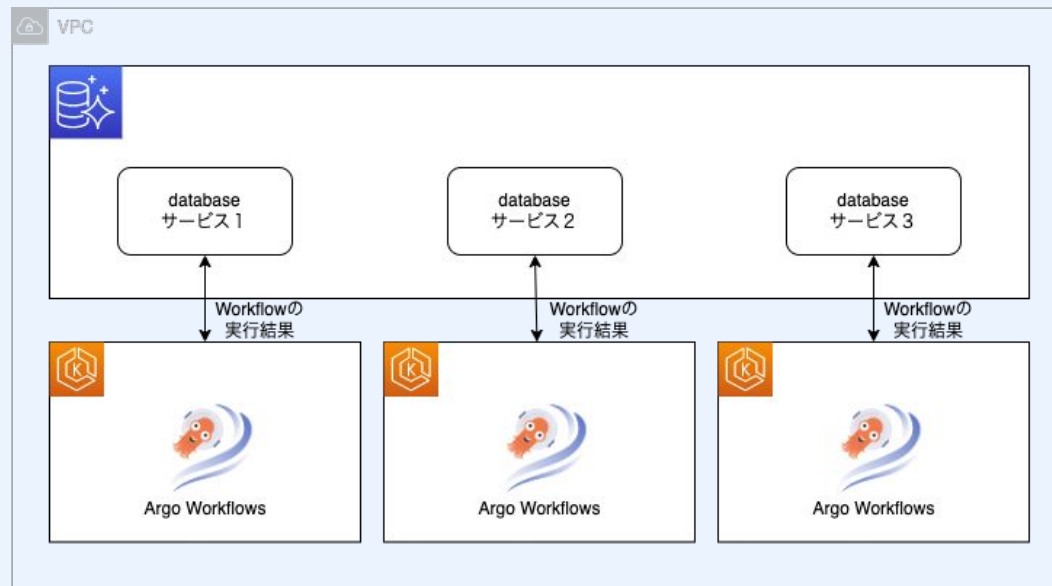 VPC
database
サービス1
database
サービス2
database
サービス3
Workflowの
実行結果
Workflowの
実行結果
Workflowの
実行結果
K
K
K
Argo Workflows
Argo Workflows
Argo Workflows